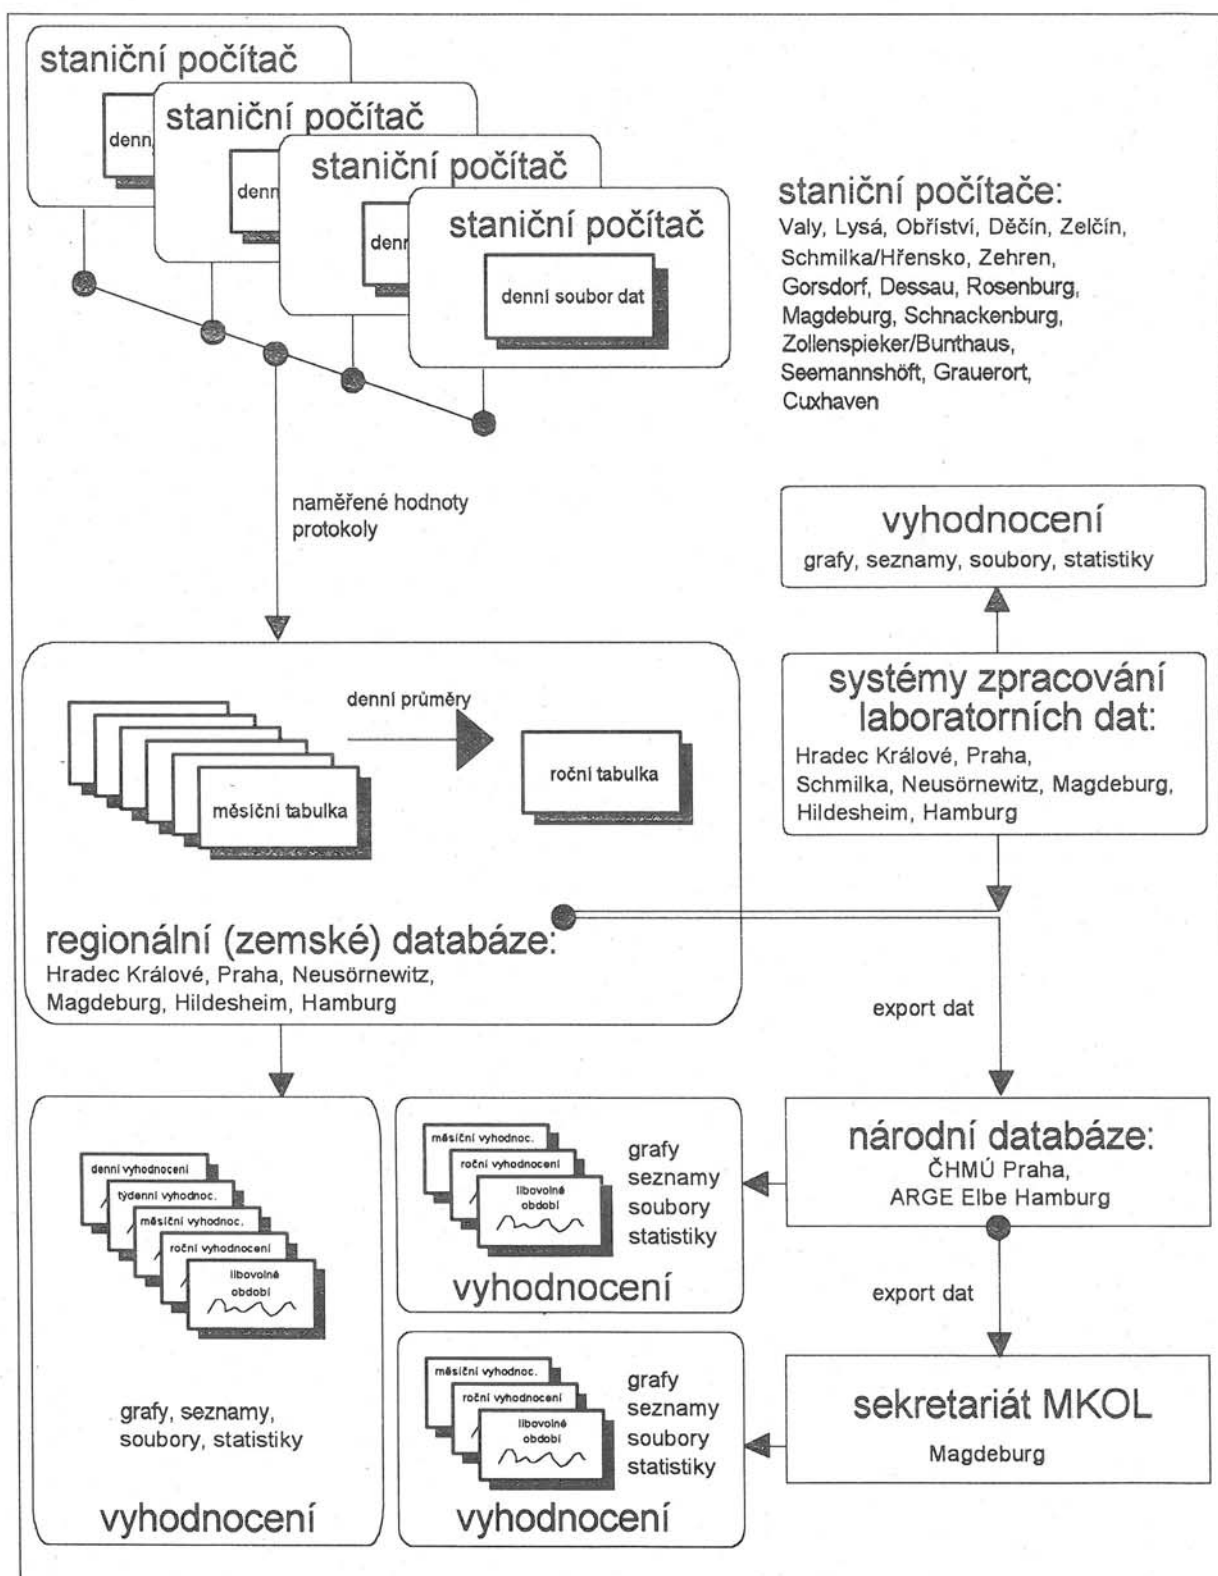 staniční počítač
denn
staniční počítač
denn
staniční počítač
denn
staniční počítač
denní soubor dat
staniční počítače:
Valy, Lysá, Obříství, Děčín, Zelčín,
Schmilka/Hřensko, Zehren,
Gorsdorf, Dessau, Rosenburg,
Magdeburg, Schnackenburg,
Zollenspieker/Bunthaus,
Seemannshöft, Grauerort,
Cuxhaven
naměřené hodnoty
protokoly
vyhodnocení
grafy, seznamy, soubory, statistiky
systémy zpracování
laboratorních dat:
Hradec Králové, Praha,
Schmilka, Neusörnewitz, Magdeburg,
Hildesheim, Hamburg
denní průměry
měsíční tabulka
roční tabulka
regionální (zemské) databáze:
Hradec Králové, Praha, Neusörnewitz,
Magdeburg, Hildesheim, Hamburg
export dat
národní databáze:
ČHMÚ Praha,
ARGE Elbe Hamburg
export dat
sekretariát MKOL
Magdeburg
měsíční vyhodnoc.
roční vyhodnocení
libovolné
období
grafy
seznamy
soubory
statistiky
vyhodnocení
měsíční vyhodnoc.
roční vyhodnocení
libovolné
období
grafy
seznamy
soubory
statistiky
vyhodnocení
denní vyhodnocení
týdenní vyhodnoc.
měsíční vyhodnoc.
roční vyhodnocení
libovolné
období
grafy, seznamy,
soubory, statistiky
vyhodnocení